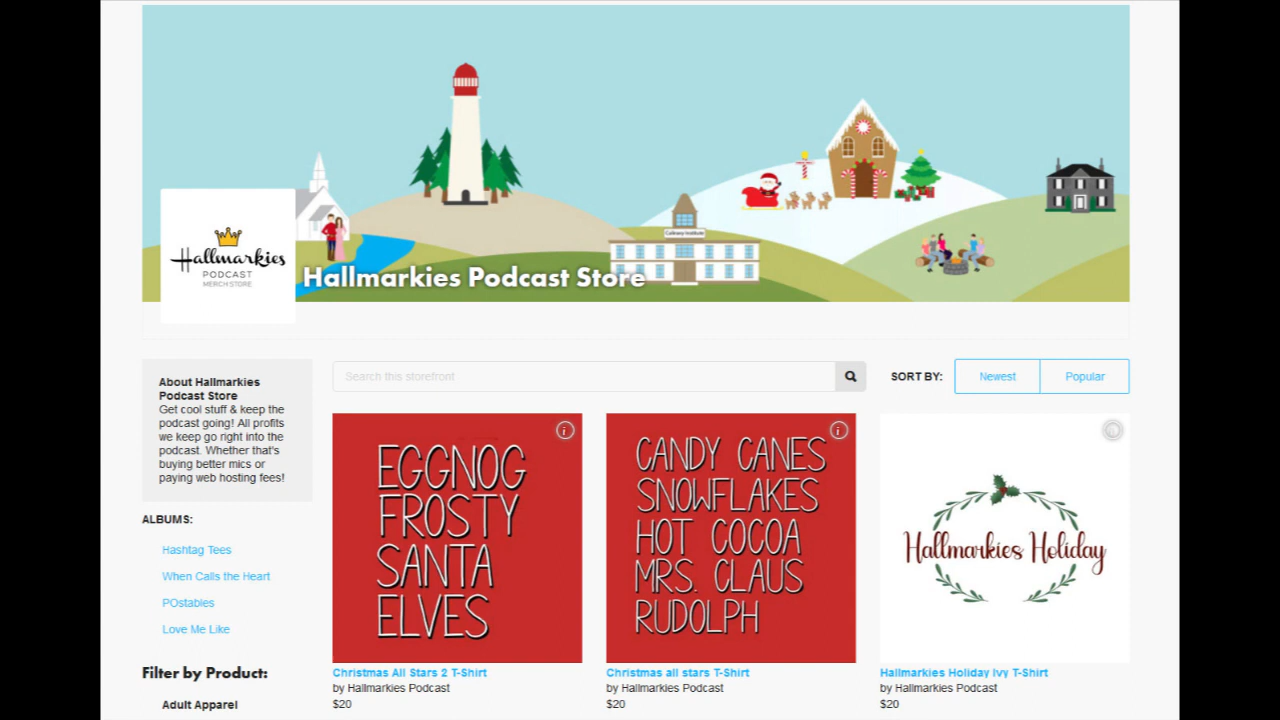 Culinary Institute
Hallmarkies
PODCAST
MERCH STORE
Hallmarkies Podcast Store
About Hallmarkies
Podcast Store
Get cool stuff & keep the
podcast going! All profits
we keep go right into the
podcast. Whether that's
buying better mics or
paying web hosting fees!
ALBUMS:
Hashtag Tees
When Calls the Heart
POstables
Love Me Like
Filter by Product:
Adult Apparel
Search this storefront
SORT BY:
Newest
Popular
EGGNOG
FROSTY
SANTA
ELVES
Christmas All Stars 2 T-Shirt
by Hallmarkies Podcast
$20
CANDY CANES
SNOWFLAKES
HOT COCOA
MRS. CLAUS
RUDOLPH
Christmas all stars T-Shirt
by Hallmarkies Podcast
$20
Hallmarkies Holiday
Hallmarkies Holiday Ivy T-Shirt
by Hallmarkies Podcast
$20